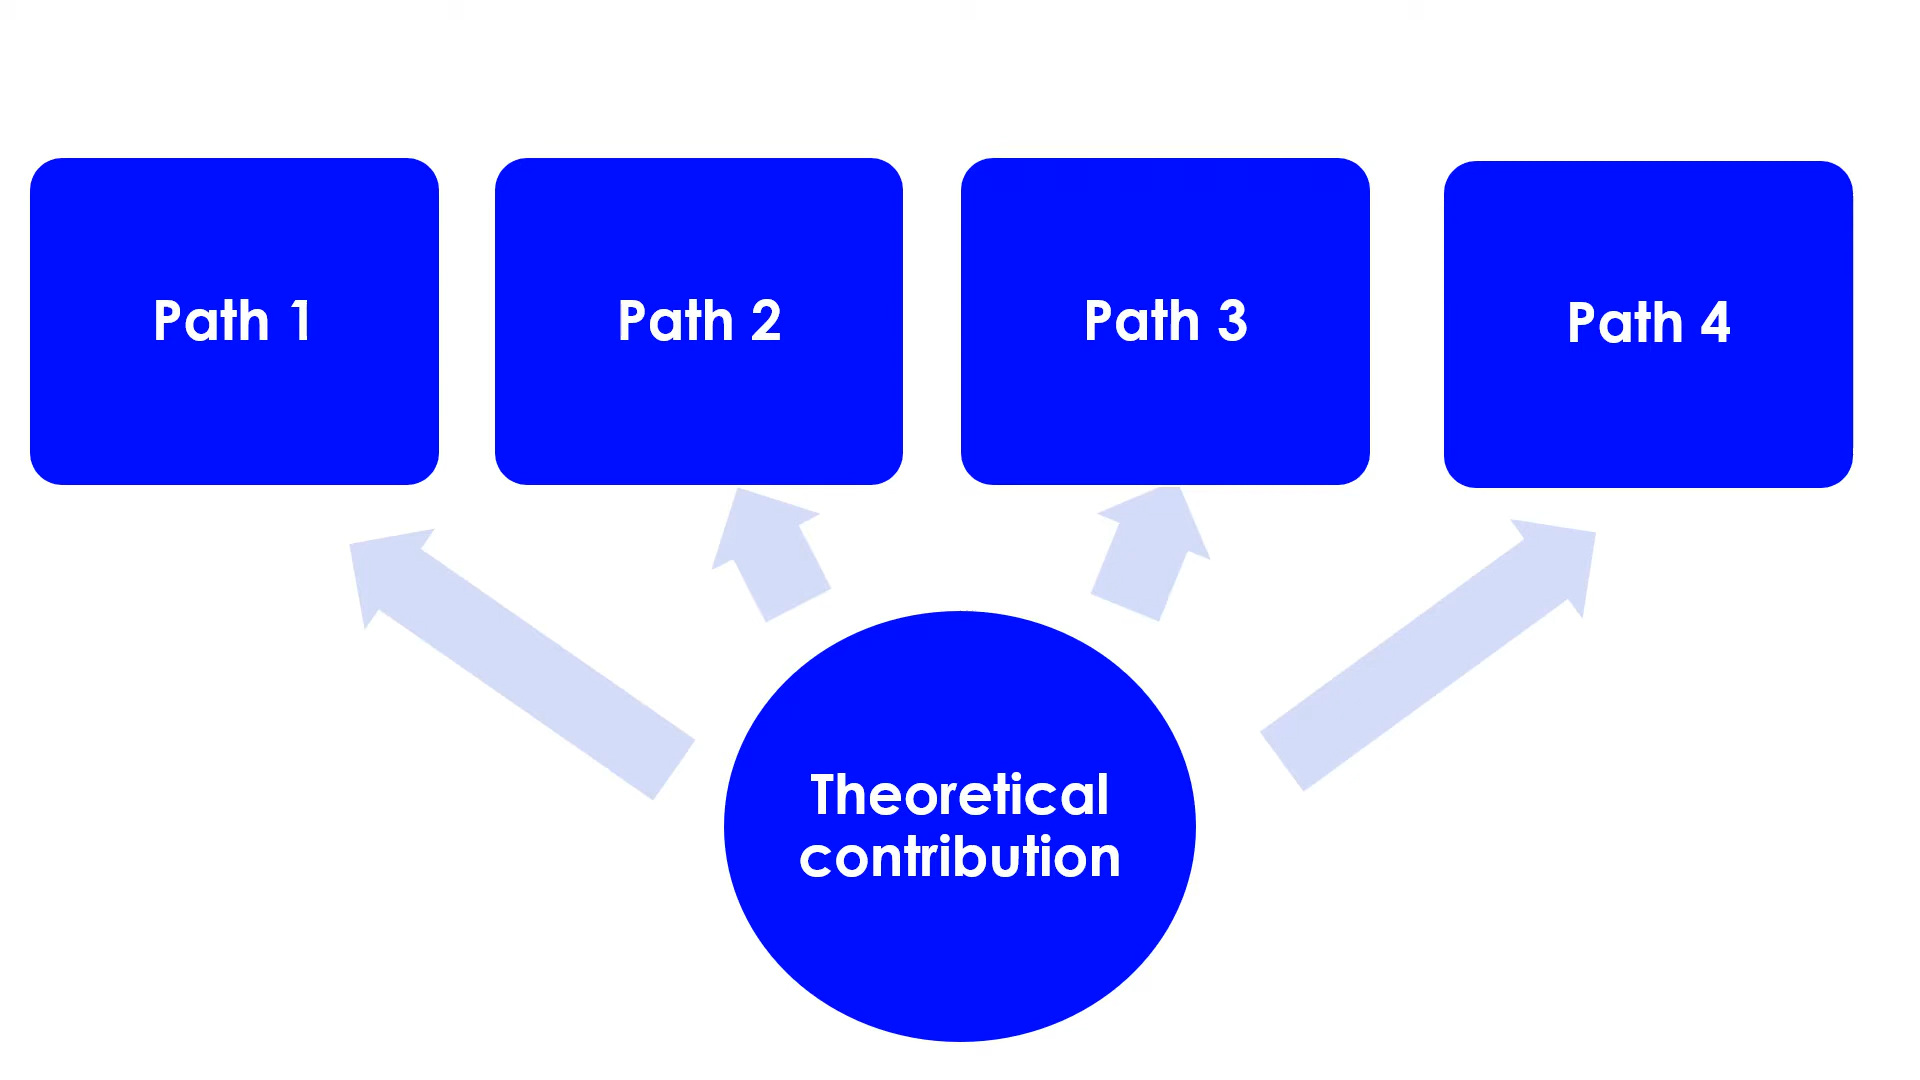 Path 1
Path 2
Path 3
Path 4
Theoretical
contribution